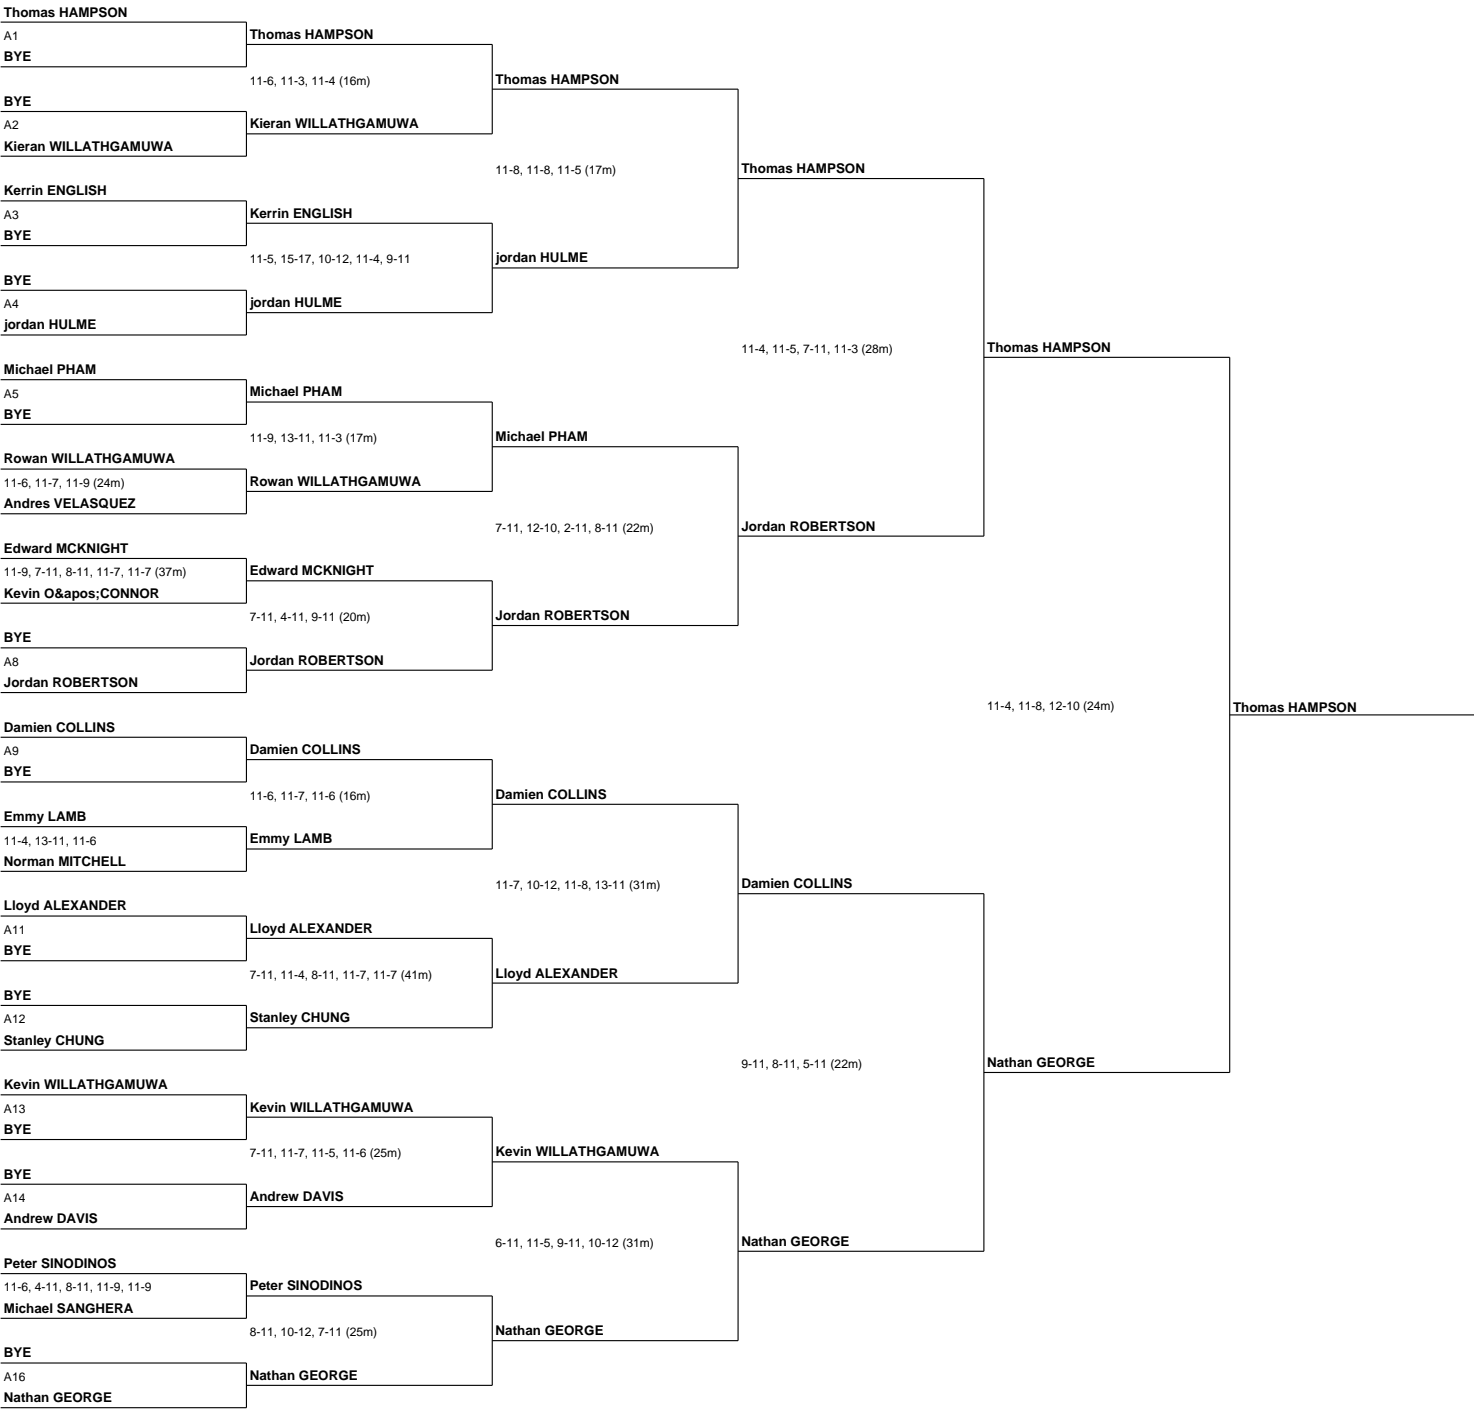 Thomas HAMPSON
A1
BYE
BYE
A2
Kieran WILLATHGAMUWA
Kerrin ENGLISH
A3
BYE
BYE
A4
jordan HULME
Michael PHAM
A5
BYE
Rowan WILLATHGAMUWA
11-6, 11-7, 11-9 (24m)
Andres VELASQUEZ
Edward MCKNIGHT
11-9, 7-11, 8-11, 11-7, 11-7 (37m)
Kevin O&apos;CONNOR
BYE
A8
Jordan ROBERTSON
Damien COLLINS
A9
BYE
Emmy LAMB
11-4, 13-11, 11-6
Norman MITCHELL
Lloyd ALEXANDER
A11
BYE
BYE
A12
Stanley CHUNG
Kevin WILLATHGAMUWA
A13
BYE
BYE
A14
Andrew DAVIS
Peter SINODINOS
11-6, 4-11, 8-11, 11-9, 11-9
Michael SANGHERA
BYE
A16
Nathan GEORGE
Thomas HAMPSON
11-6, 11-3, 11-4 (16m)
Kieran WILLATHGAMUWA
Kerrin ENGLISH
11-5, 15-17, 10-12, 11-4, 9-11
jordan HULME
Michael PHAM
11-9, 13-11, 11-3 (17m)
Rowan WILLATHGAMUWA
Edward MCKNIGHT
7-11, 4-11, 9-11 (20m)
Jordan ROBERTSON
Damien COLLINS
11-6, 11-7, 11-6 (16m)
Emmy LAMB
Lloyd ALEXANDER
7-11, 11-4, 8-11, 11-7, 11-7 (41m)
Stanley CHUNG
Kevin WILLATHGAMUWA
7-11, 11-7, 11-5, 11-6 (25m)
Andrew DAVIS
Peter SINODINOS
8-11, 10-12, 7-11 (25m)
Nathan GEORGE
Thomas HAMPSON
11-8, 11-8, 11-5 (17m)
jordan HULME
Michael PHAM
7-11, 12-10, 2-11, 8-11 (22m)
Jordan ROBERTSON
Damien COLLINS
11-7, 10-12, 11-8, 13-11 (31m)
Lloyd ALEXANDER
Kevin WILLATHGAMUWA
6-11, 11-5, 9-11, 10-12 (31m)
Nathan GEORGE
Thomas HAMPSON
11-4, 11-5, 7-11, 11-3 (28m)
Jordan ROBERTSON
Damien COLLINS
9-11, 8-11, 5-11 (22m)
Nathan GEORGE
Thomas HAMPSON
11-4, 11-8, 12-10 (24m)
Nathan GEORGE
Thomas HAMPSON